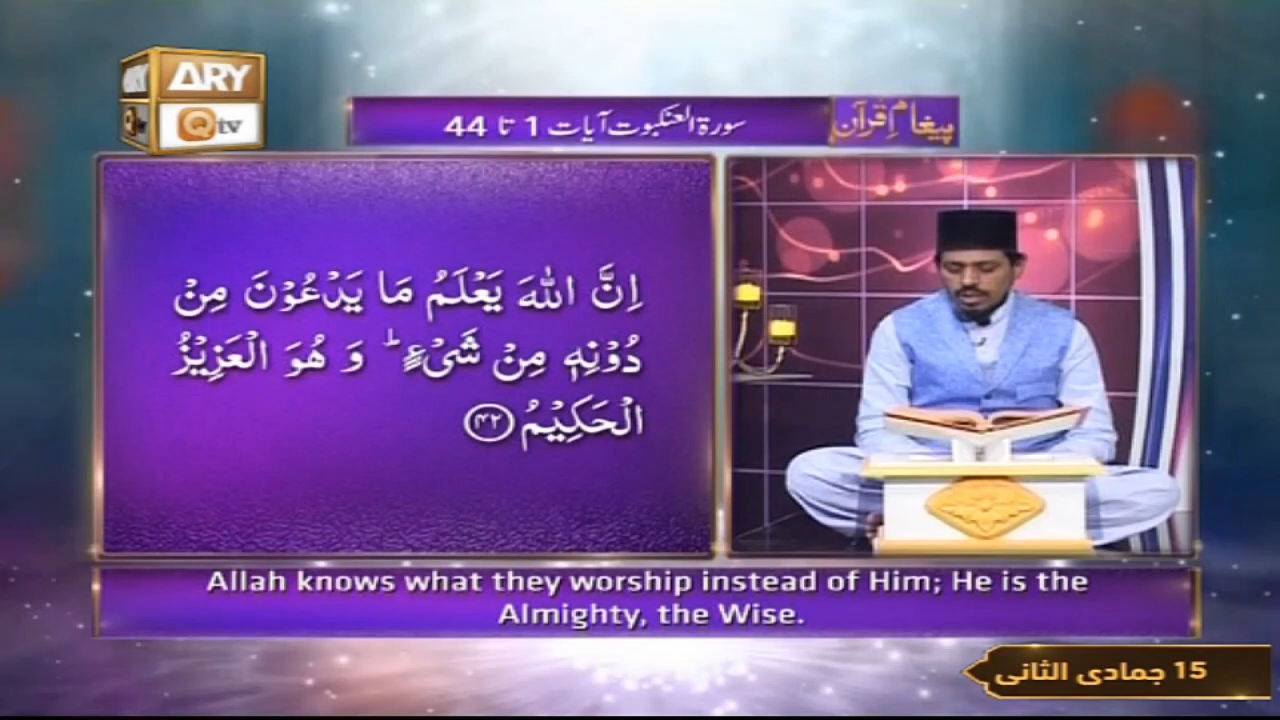 ARY
Qtv
پیغامِ قرآن
سورۃ العنکبوت آیات 1 تا 44
اِنَّ اللّٰهَ یَعْلَمُ مَا یَدْعُوْنَ مِنْ
دُوْنِهٖ مِنْ شَیْءٍ ؕ وَ هُوَ الْعَزِیْزُ
الْحَكِیْمُ ﴿۴۲﴾
Allah knows what they worship instead of Him; He is the
Almighty, the Wise.
15 جمادی الثانی